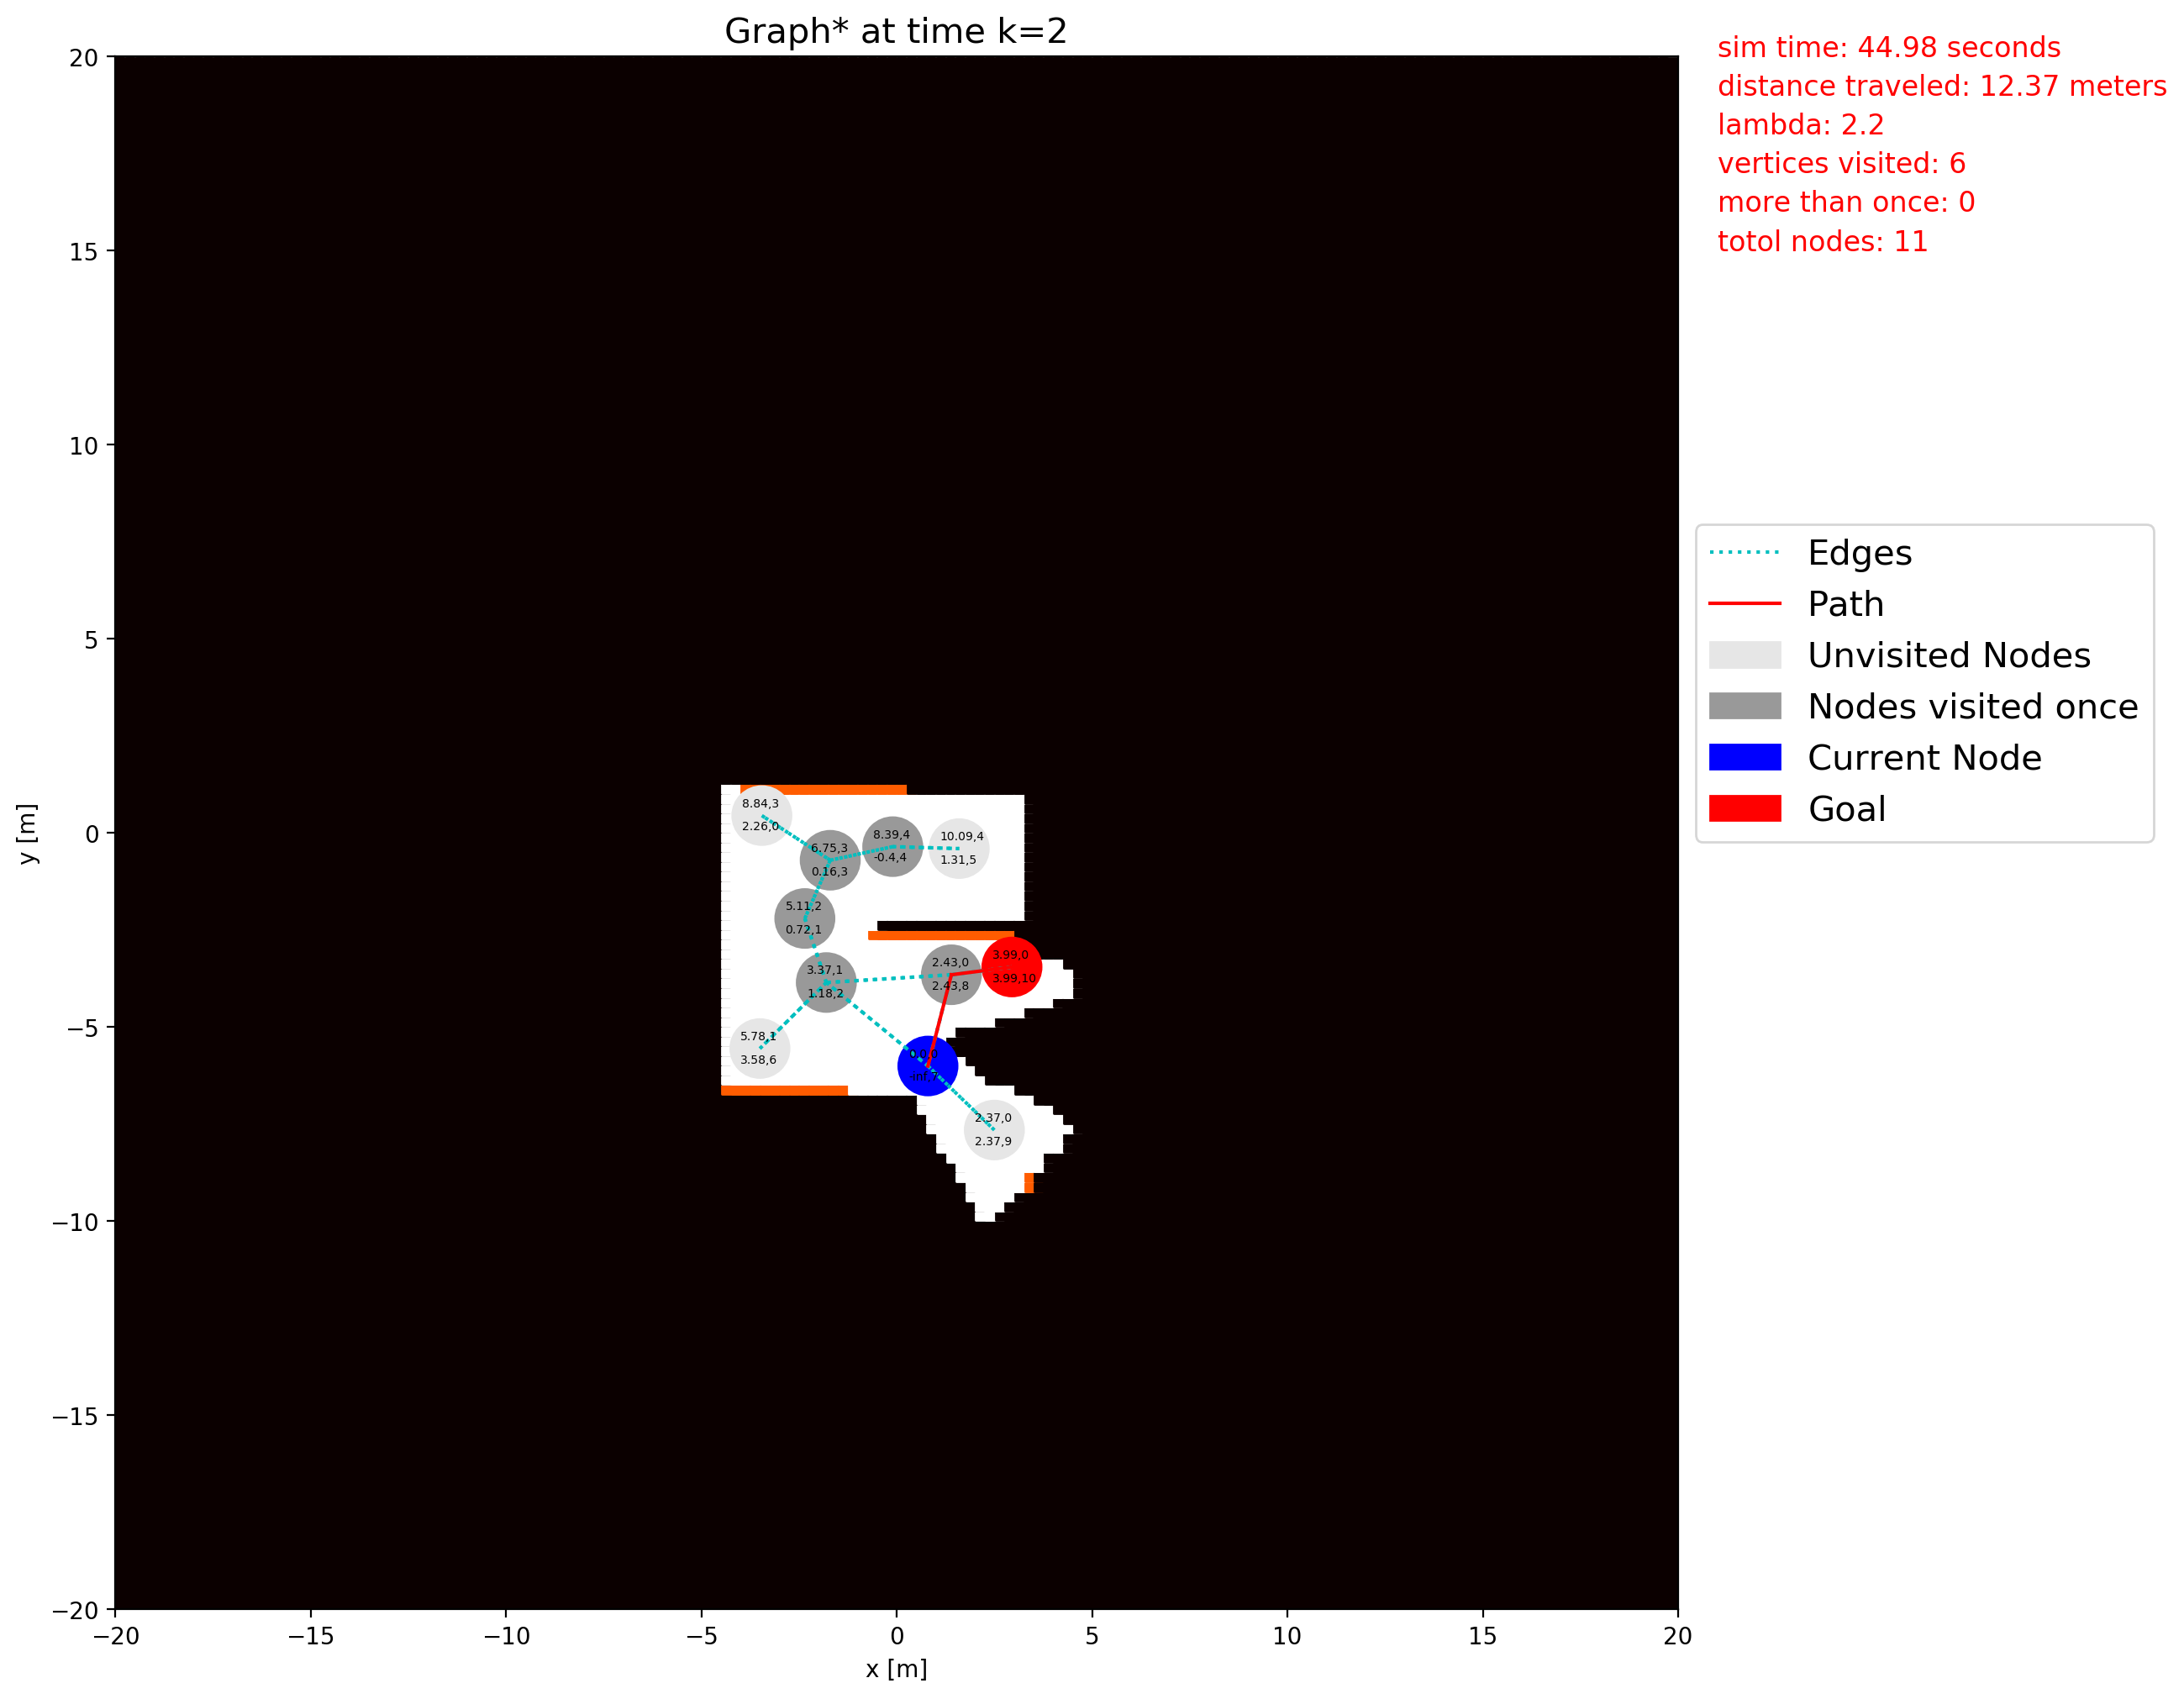 Graph* at time k=2
sim time: 44.98 seconds
distance traveled: 12.37 meters
lambda: 2.2
vertices visited: 6
more than once: 0
totol nodes: 11
Edges
Path
Unvisited Nodes
Nodes visited once
Current Node
Goal
8.84,3
2.26,0
6.75,3
0.16,3
8.39,4
-0.4,4
10.09,4
1.31,5
5.11,2
0.72,1
3.37,1
1.18,2
2.43,0
2.43,8
3.99,0
3.99,10
5.78,1
3.58,6
2.37,0
2.37,9
20
15
10
5
0
−5
−10
−15
−20
y [m]
−20 −15 −10 −5 0 5 10 15 20
x [m]